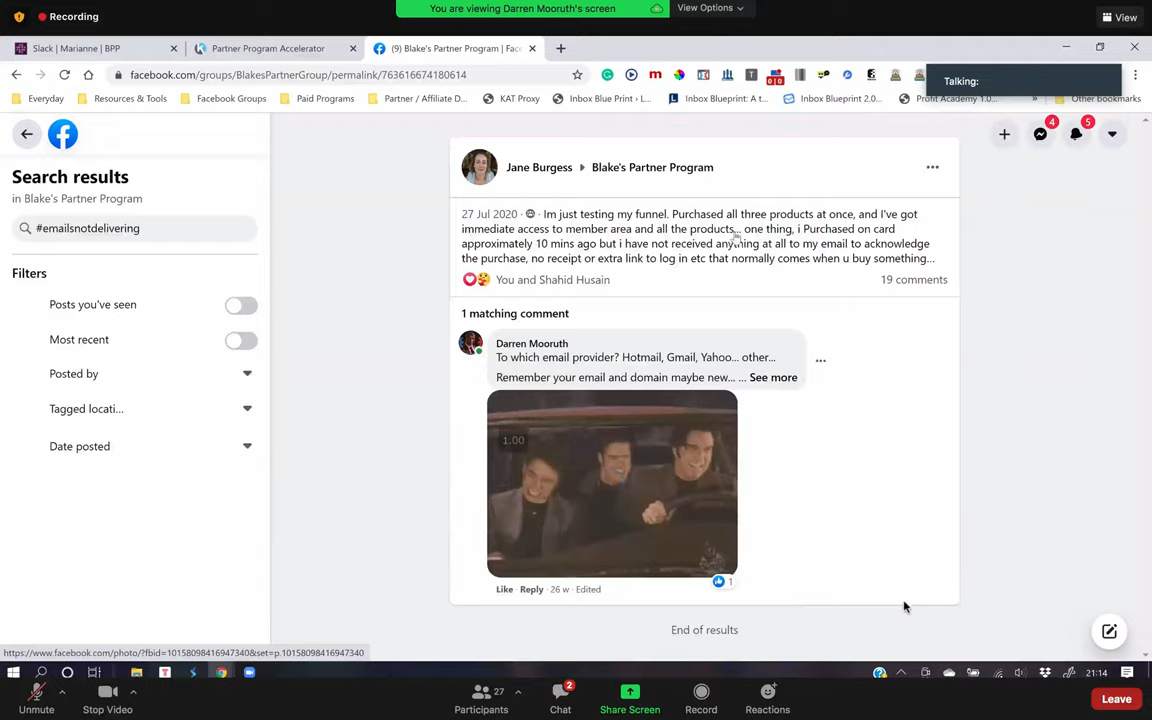 Recording
You are viewing Darren Mooruth's screen
View Options
View
Slack | Marianne | BPP
Partner Program Accelerator
(9) Blake's Partner Program | Fac
facebook.com/groups/BlakesPartnerGroup/permalink/763616674180614
Talking:
Everyday
Resources & Tools
Facebook Groups
Paid Programs
Partner / Affiliate D...
KAT Proxy
Inbox Blue Print › L...
Inbox Blueprint: A t...
Inbox Blueprint 2.0...
Profit Academy 1.0...
Other bookmarks
Search results
in Blake's Partner Program
#emailsnotdelivering
Filters
Posts you've seen
Most recent
Posted by
Tagged locati...
Date posted
4
5
Jane Burgess ▸ Blake's Partner Program
27 Jul 2020 · Im just testing my funnel. Purchased all three products at once, and I've got
immediate access to member area and all the products... one thing, i Purchased on card
approximately 10 mins ago but i have not received anything at all to my email to acknowledge
the purchase, no receipt or extra link to log in etc that normally comes when u buy something...
You and Shahid Husain
19 comments
1 matching comment
Darren Mooruth
To which email provider? Hotmail, Gmail, Yahoo... other...
Remember your email and domain maybe new... ... See more
1.00
1
Like · Reply · 26 w · Edited
End of results
https://www.facebook.com/photo/?fbid=10158098416947340&set=p.10158098416947340
21:14
Unmute
Stop Video
27
Participants
2
Chat
Share Screen
Record
Reactions
Leave